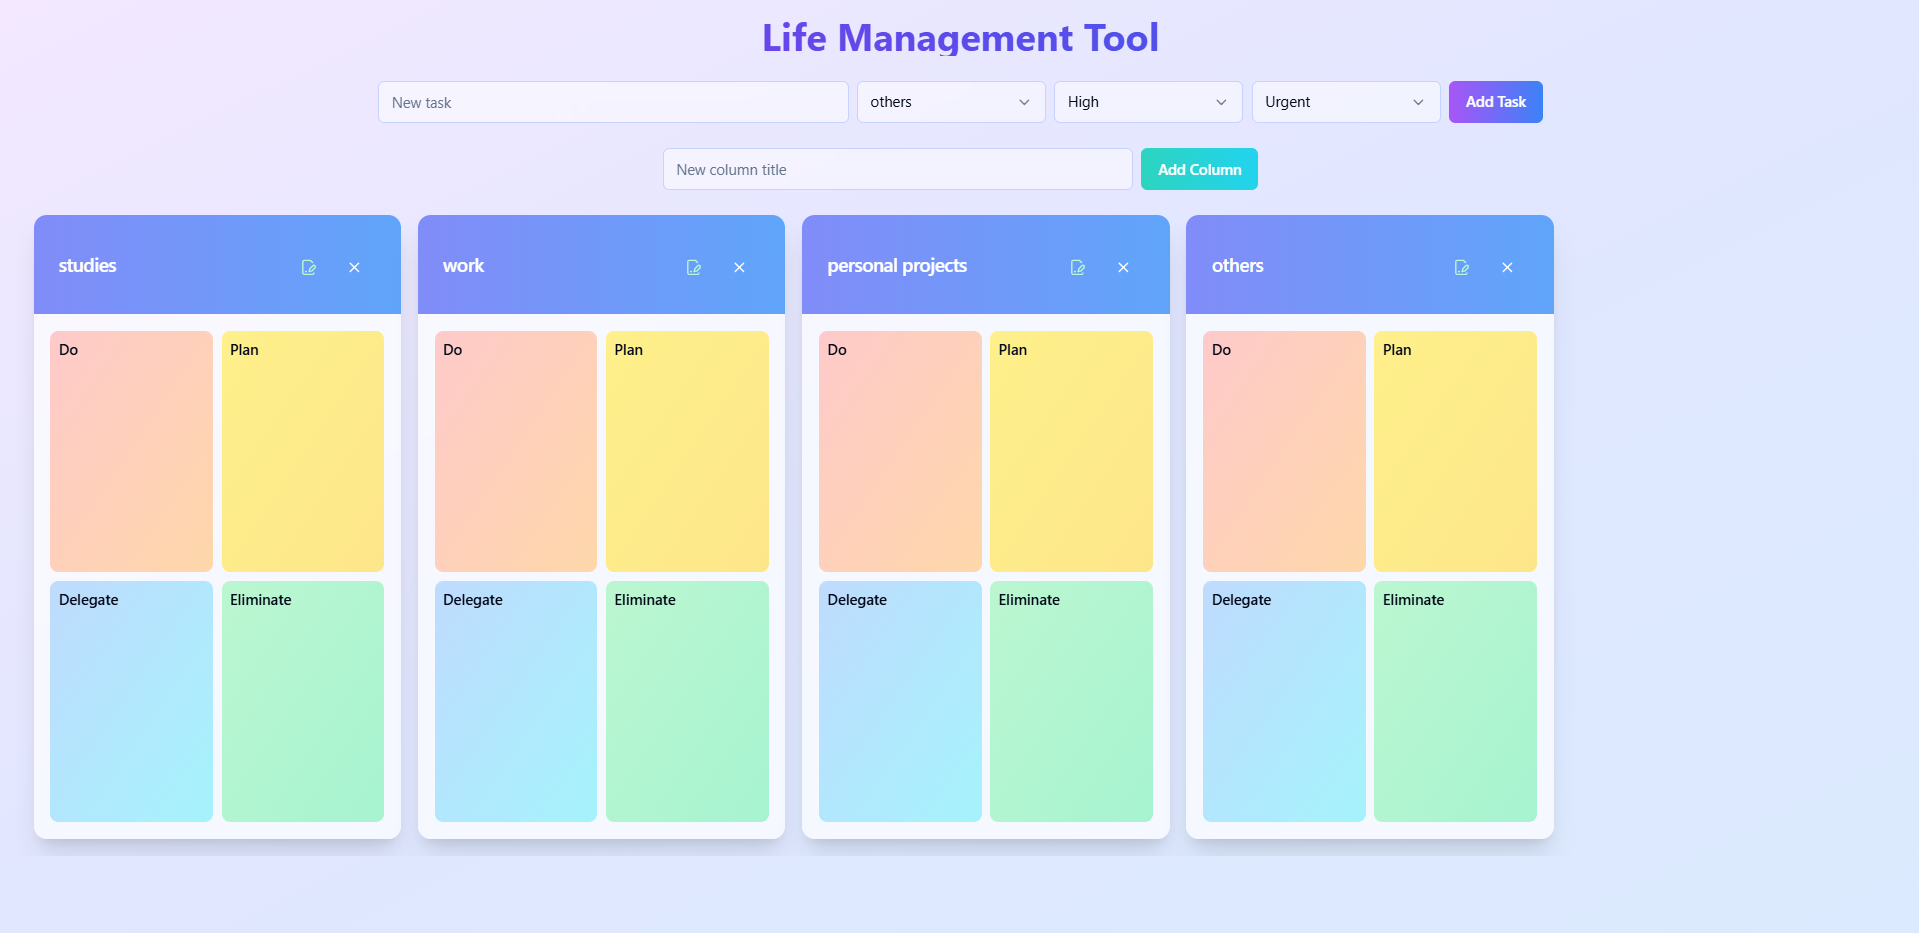 Life Management Tool
New task
others
High
Urgent
Add Task
New column title
Add Column
studies
work
personal projects
others
Do
Plan
Do
Plan
Do
Plan
Do
Plan
Delegate
Eliminate
Delegate
Eliminate
Delegate
Eliminate
Delegate
Eliminate